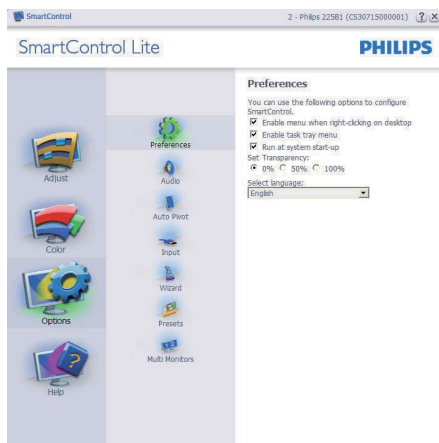 SmartControl
2 - Philips 225B1 (CS30715000001)
SmartControl Lite
PHILIPS
Adjust
Color
Options
Help
Preferences
Audio
Auto Pivot
Input
Wizard
Presets
Multi Monitors
Preferences
You can use the following options to configure
SmartControl.
Enable menu when right-clicking on desktop
Enable task tray menu
Run at system start-up
Set Transparency:
0% 50% 100%
Select language:
English